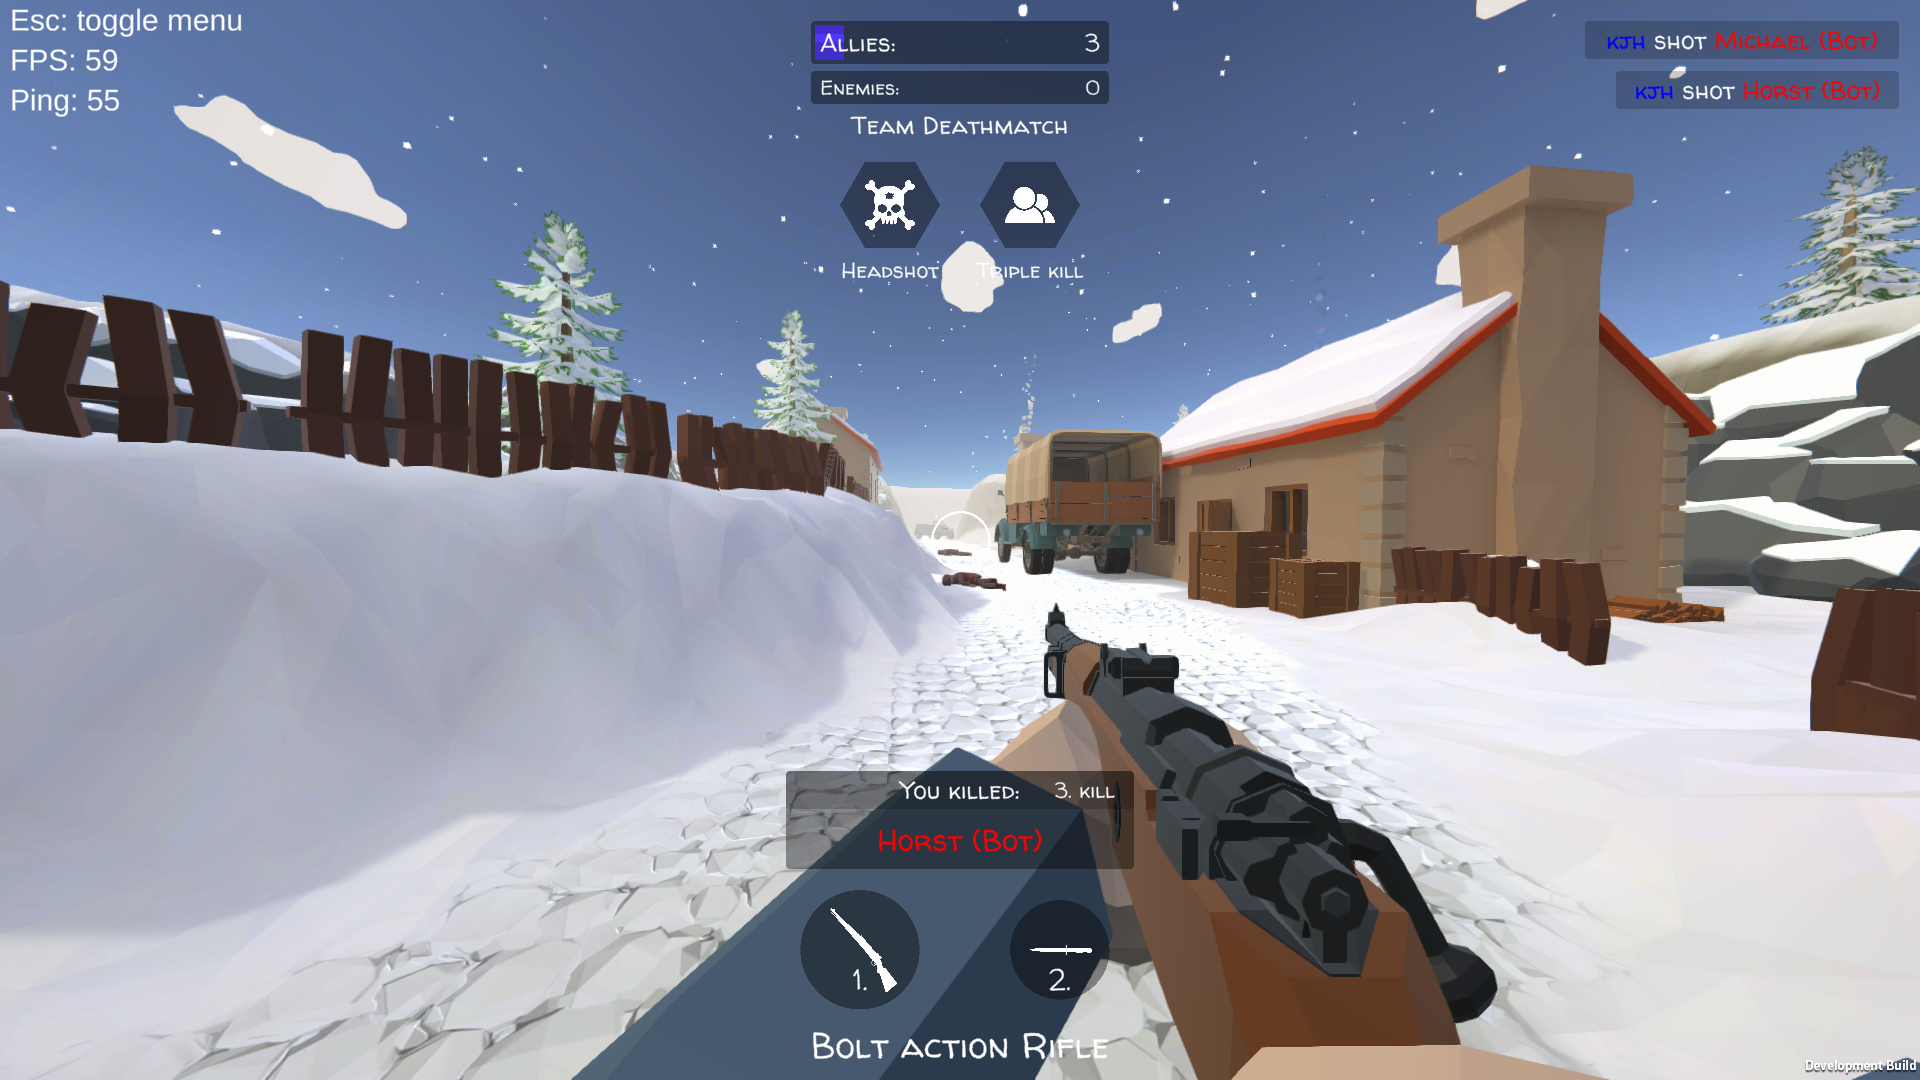 Esc: toggle menu
FPS: 59
Ping: 55
Allies: 3
Enemies: 0
Team Deathmatch
Headshot
Triple kill
KJH shot Michael (Bot)
KJH shot Horst (Bot)
You killed: 3. kill
Horst (Bot)
1.
2.
Bolt action Rifle
Development Build